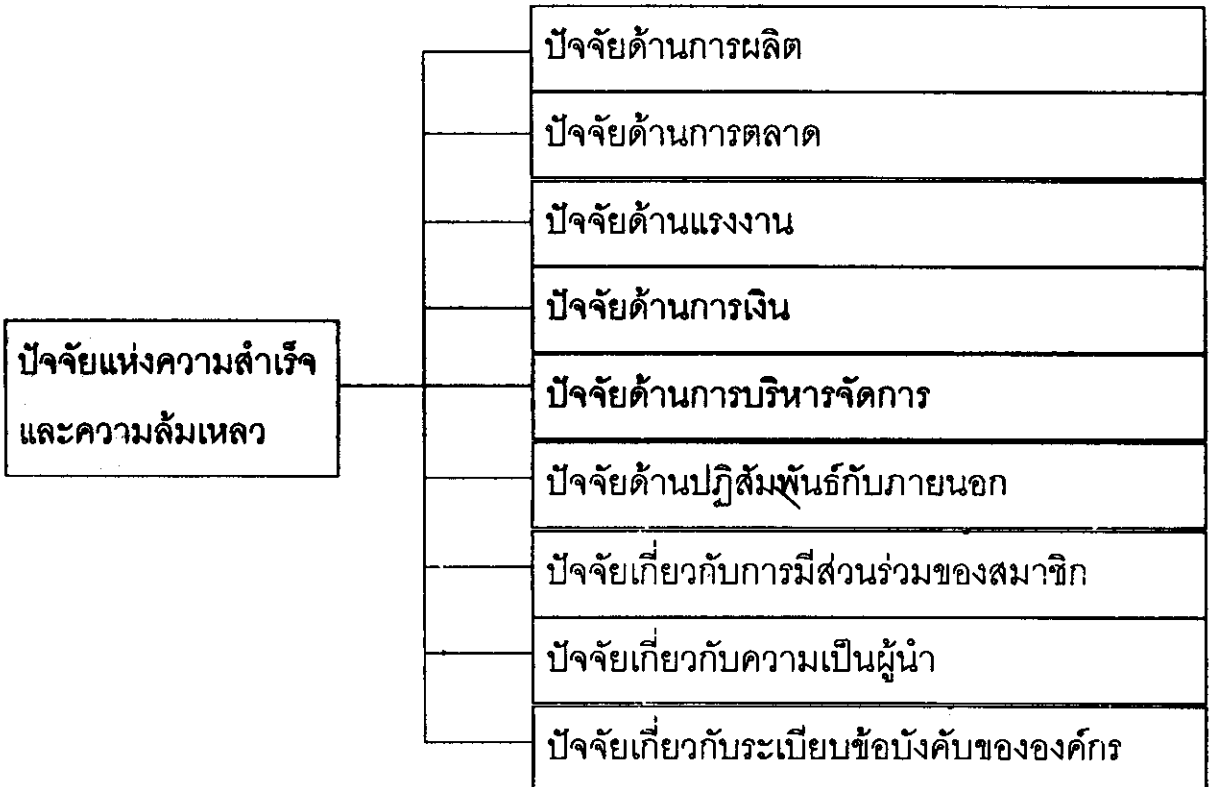 ปัจจัยด้านการผลิต
ปัจจัยด้านการตลาด
ปัจจัยด้านแรงงาน
ปัจจัยด้านการเงิน
ปัจจัยแห่งความสำเร็จ
และความล้มเหลว
ปัจจัยด้านการบริหารจัดการ
ปัจจัยด้านปฏิสัมพันธ์กับภายนอก
ปัจจัยเกี่ยวกับการมีส่วนร่วมของสมาชิก
ปัจจัยเกี่ยวกับความเป็นผู้นำ
ปัจจัยเกี่ยวกับระเบียบข้อบังคับขององค์กร